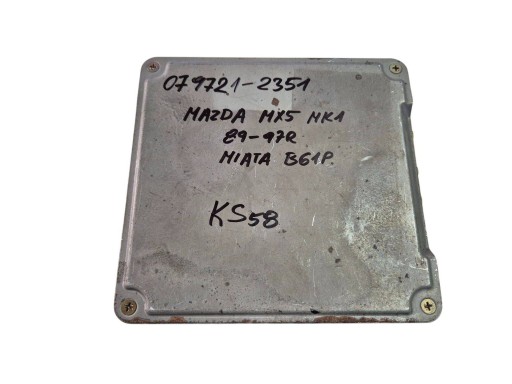 079721-2351
MAZDA MX5 MK1
89-97R
MIATA B61P.
KS58